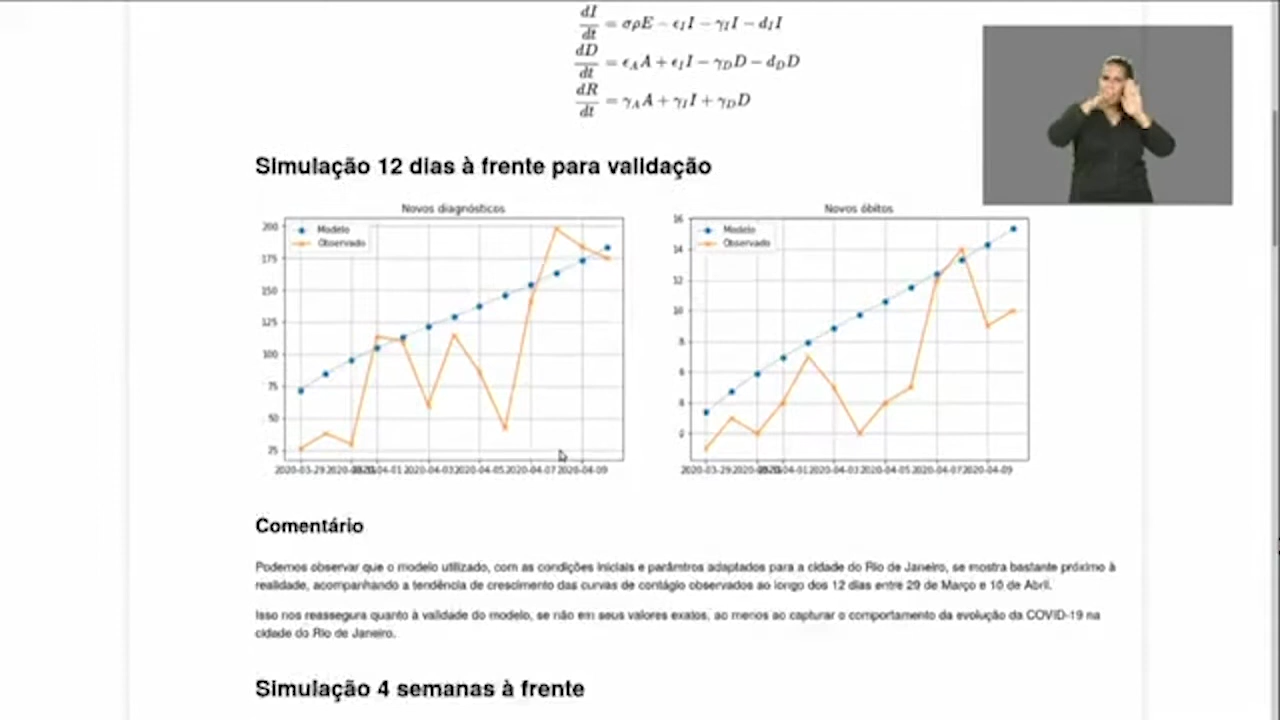 dI/dt = σρE − ϵ_I I − γ_I I − d_I I
dD/dt = ϵ_A A + ϵ_I I − γ_D D − d_D D
dR/dt = γ_A A + γ_I I + γ_D D
Simulação 12 dias à frente para validação
Novos diagnósticos
Modelo
Observado
200
175
150
125
100
75
50
25
2020-03-29 2020-04-01 2020-04-03 2020-04-05 2020-04-07 2020-04-09
Novos óbitos
Modelo
Observado
16
14
12
10
8
6
4
2
2020-03-29 2020-04-01 2020-04-03 2020-04-05 2020-04-07 2020-04-09
Comentário
Podemos observar que o modelo utilizado, com as condições iniciais e parâmtros adaptados para a cidade do Rio de Janeiro, se mostra bastante próximo à
realidade, acompanhando a tendência de crescimento das curvas de contágio observados ao longo dos 12 dias entre 29 de Março e 10 de Abril.
Isso nos reassegura quanto à validade do modelo, se não em seus valores exatos, ao menos ao capturar o comportamento da evolução da COVID-19 na
cidade do Rio de Janeiro.
Simulação 4 semanas à frente